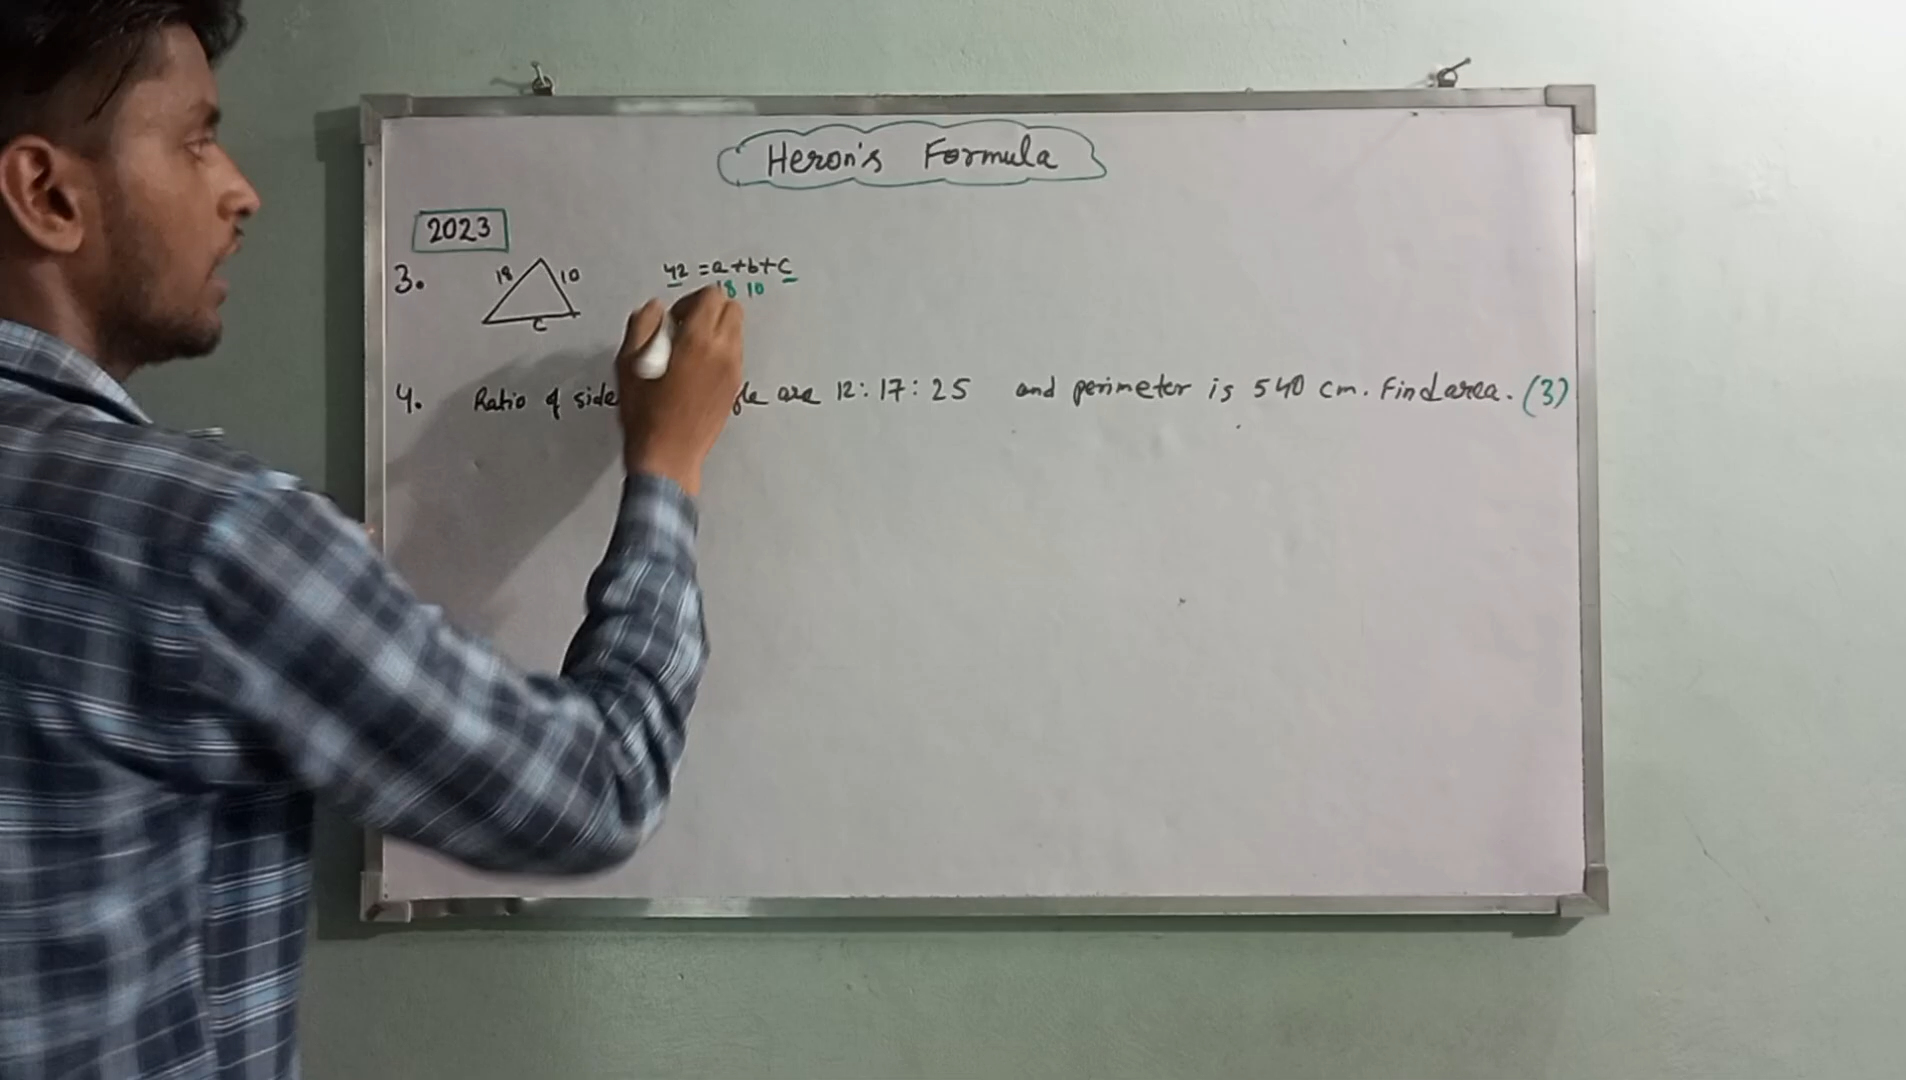 Heron's Formula
2023
3. 18 10 42 = a+b+c
C 18 10
4. Ratio of side are 12:17:25 and perimeter is 540 cm. Find area. (3)